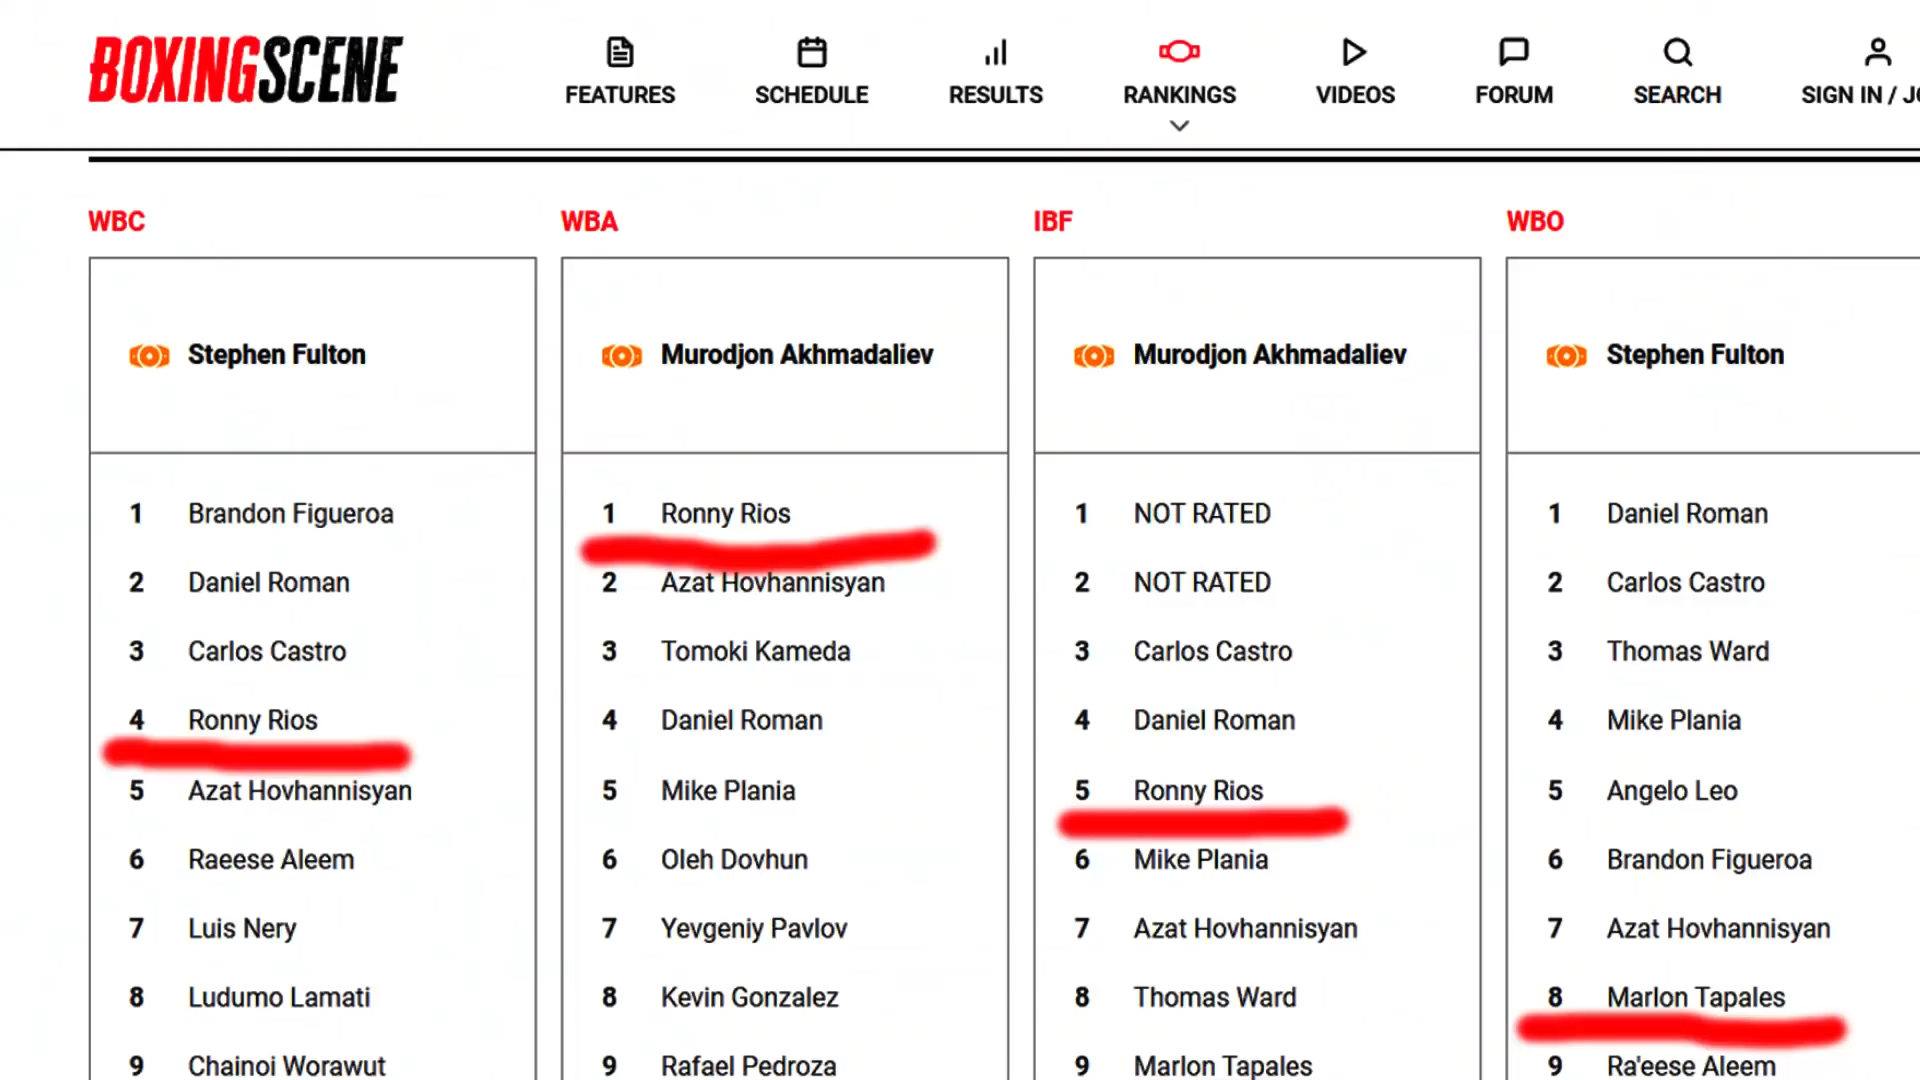 BOXINGSCENE
FEATURES
SCHEDULE
RESULTS
RANKINGS
VIDEOS
FORUM
SEARCH
SIGN IN / JO
WBC
Stephen Fulton
1 Brandon Figueroa
2 Daniel Roman
3 Carlos Castro
4 Ronny Rios
5 Azat Hovhannisyan
6 Raeese Aleem
7 Luis Nery
8 Ludumo Lamati
9 Chainoi Worawut
WBA
Murodjon Akhmadaliev
1 Ronny Rios
2 Azat Hovhannisyan
3 Tomoki Kameda
4 Daniel Roman
5 Mike Plania
6 Oleh Dovhun
7 Yevgeniy Pavlov
8 Kevin Gonzalez
9 Rafael Pedroza
IBF
Murodjon Akhmadaliev
1 NOT RATED
2 NOT RATED
3 Carlos Castro
4 Daniel Roman
5 Ronny Rios
6 Mike Plania
7 Azat Hovhannisyan
8 Thomas Ward
9 Marlon Tapales
WBO
Stephen Fulton
1 Daniel Roman
2 Carlos Castro
3 Thomas Ward
4 Mike Plania
5 Angelo Leo
6 Brandon Figueroa
7 Azat Hovhannisyan
8 Marlon Tapales
9 Ra'eese Aleem